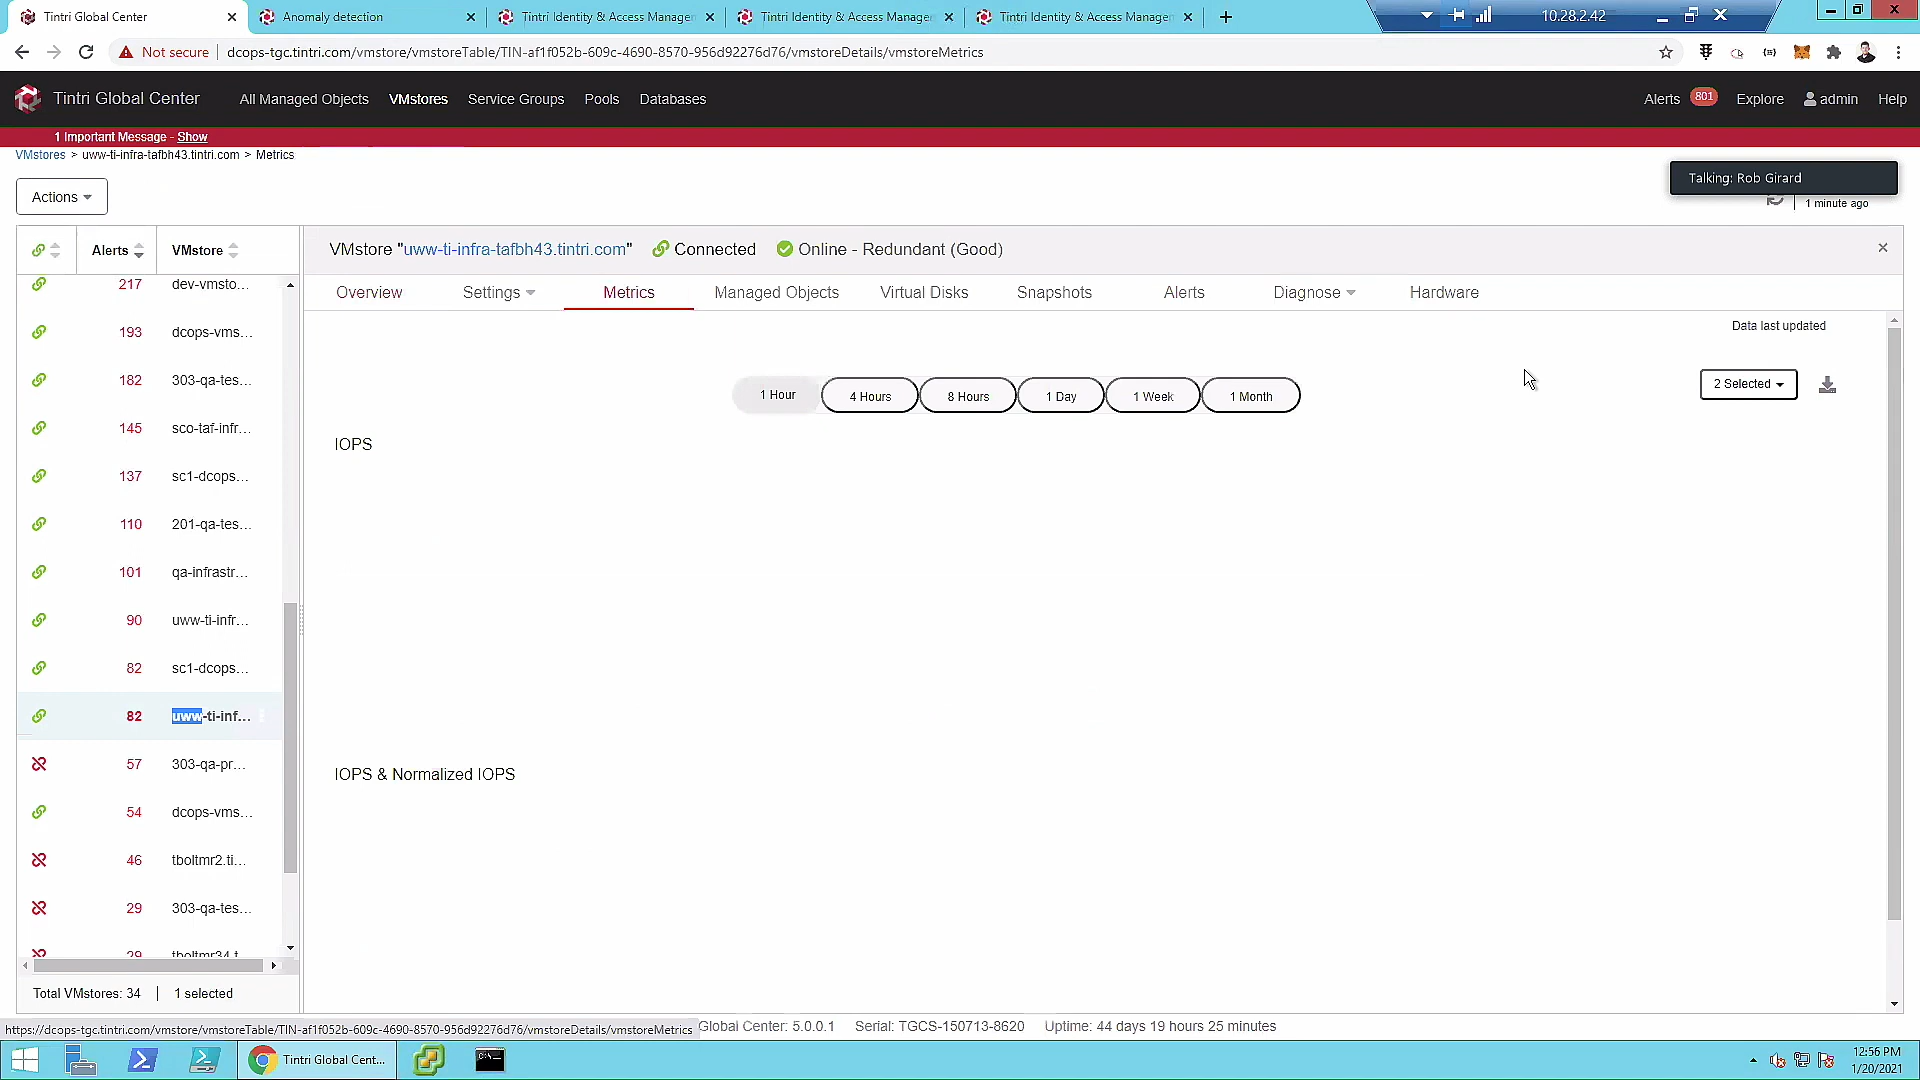 Tintri Global Center
Anomaly detection
Tintri Identity & Access Manager
Tintri Identity & Access Manager
Tintri Identity & Access Manager
10.28.2.42
Not secure
dcops-tgc.tintri.com/vmstore/vmstoreTable/TIN-af1f052b-609c-4690-8570-956d92276d76/vmstoreDetails/vmstoreMetrics
Tintri Global Center
All Managed Objects
VMstores
Service Groups
Pools
Databases
Alerts
801
Explore
admin
Help
1 Important Message - Show
VMstores > uww-ti-infra-tafbh43.tintri.com > Metrics
Talking: Rob Girard
Actions
1 minute ago
Alerts
VMstore
VMstore "uww-ti-infra-tafbh43.tintri.com"
Connected
Online - Redundant (Good)
Overview
Settings
Metrics
Managed Objects
Virtual Disks
Snapshots
Alerts
Diagnose
Hardware
Data last updated
1 Hour
4 Hours
8 Hours
1 Day
1 Week
1 Month
2 Selected
IOPS
IOPS & Normalized IOPS
217 dev-vmsto...
193 dcops-vms...
182 303-qa-tes...
145 sco-taf-infr...
137 sc1-dcops...
110 201-qa-tes...
101 qa-infrastr...
90 uww-ti-infr...
82 sc1-dcops...
82 uww-ti-inf...
57 303-qa-pr...
54 dcops-vms...
46 tboltmr2.ti...
29 303-qa-tes...
29 tboltmr34.t...
Total VMstores: 34 | 1 selected
https://dcops-tgc.tintri.com/vmstore/vmstoreTable/TIN-af1f052b-609c-4690-8570-956d92276d76/vmstoreDetails/vmstoreMetrics
Global Center: 5.0.0.1
Serial: TGCS-150713-8620
Uptime: 44 days 19 hours 25 minutes
Tintri Global Cent...
12:56 PM
1/20/2021